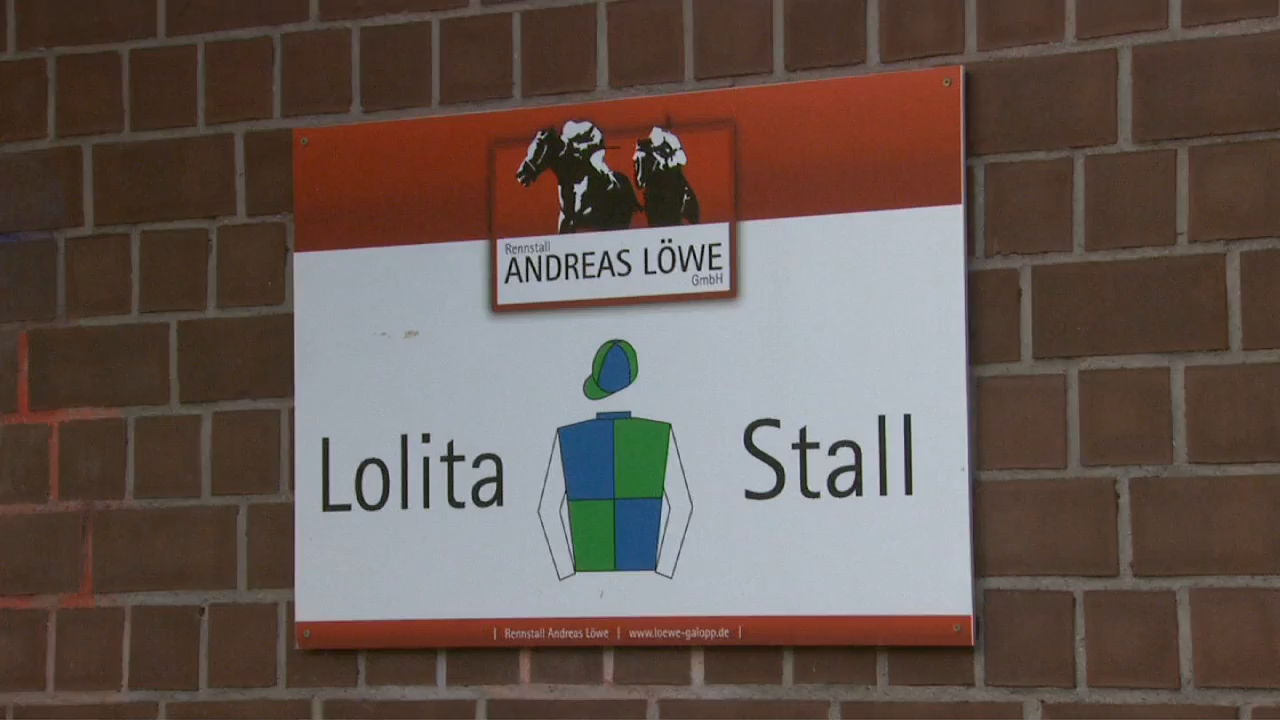 Rennstall
ANDREAS LÖWE
GmbH
Lolita Stall
| Rennstall Andreas Löwe | www.loewe-galopp.de |